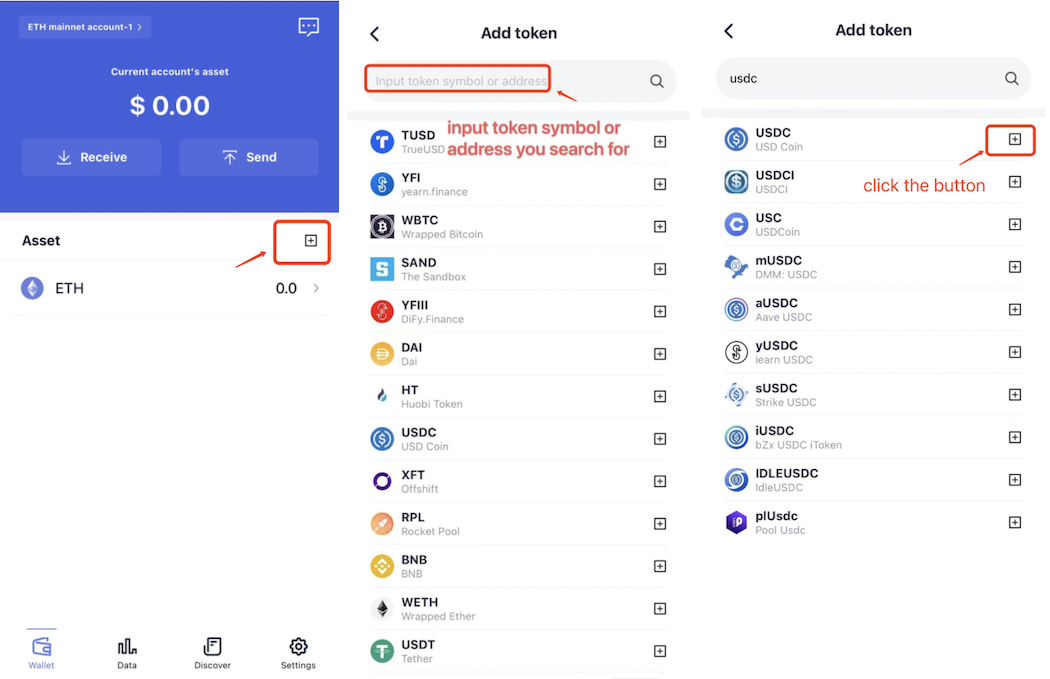 ETH mainnet account-1 >
Current account's asset
$ 0.00
Receive
Send
Asset
ETH
0.0
Wallet
Data
Discover
Settings
Add token
Input token symbol or address
input token symbol or
address you search for
TUSD
TrueUSD
YFI
yearn.finance
WBTC
Wrapped Bitcoin
SAND
The Sandbox
YFIII
DiFy.Finance
DAI
Dai
HT
Huobi Token
USDC
USD Coin
XFT
Offshift
RPL
Rocket Pool
BNB
BNB
WETH
Wrapped Ether
USDT
Tether
Add token
usdc
USDC
USD Coin
click the button
USDCI
USDCI
USC
USDCoin
mUSDC
DMM: USDC
aUSDC
Aave USDC
yUSDC
iearn USDC
sUSDC
Strike USDC
iUSDC
bZx USDC iToken
IDLEUSDC
IdleUSDC
plUsdc
Pool Usdc